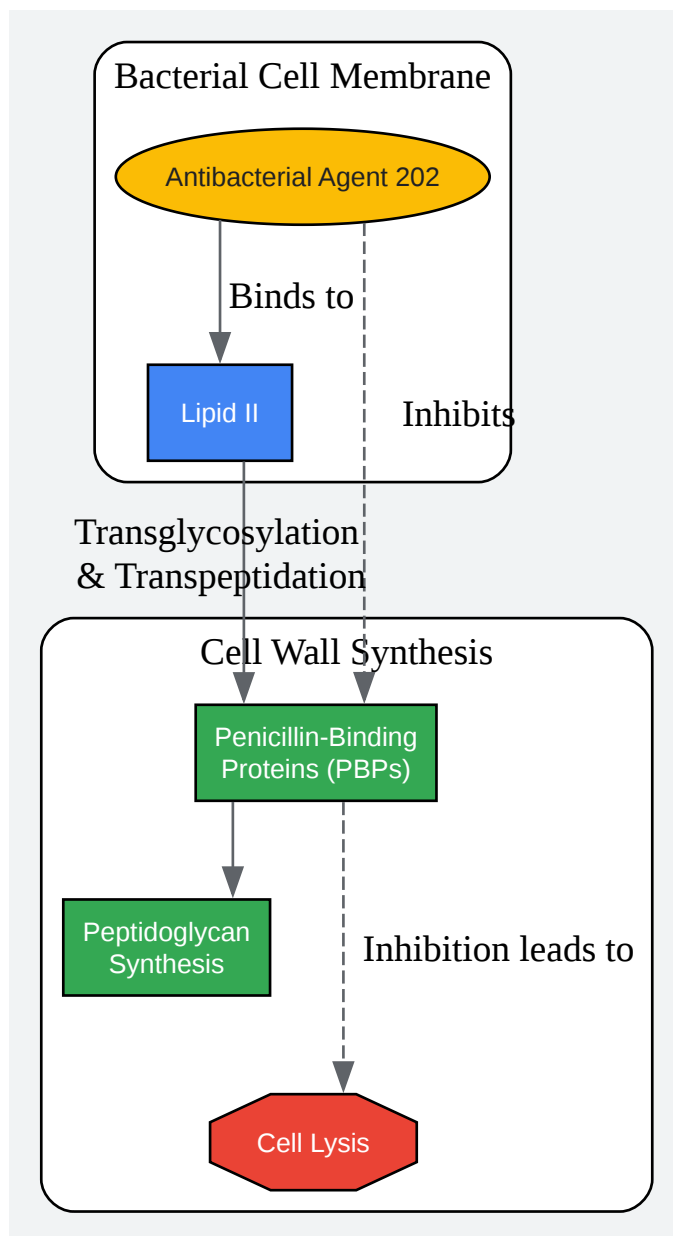 Bacterial Cell Membrane
Antibacterial Agent 202
Binds to
Lipid II
Inhibits
Transglycosylation
& Transpeptidation
Cell Wall Synthesis
Penicillin-Binding
Proteins (PBPs)
Peptidoglycan
Synthesis
Inhibition leads to
Cell Lysis